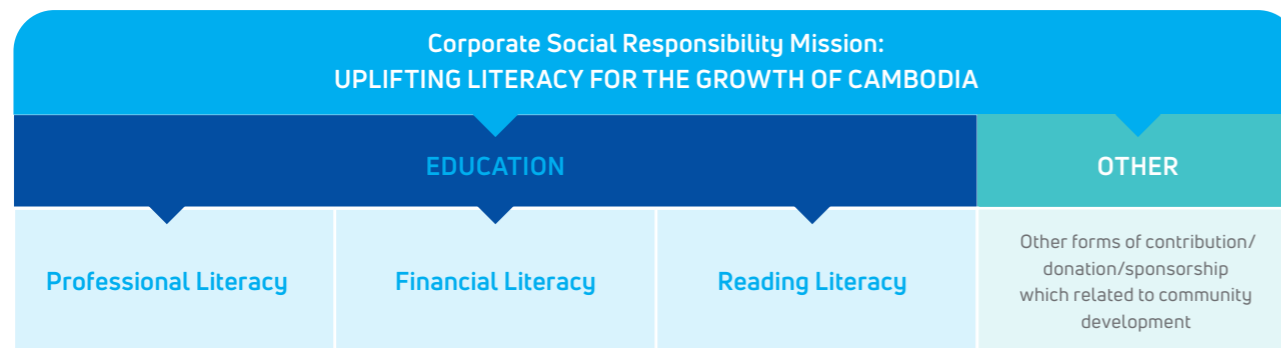 Corporate Social Responsibility Mission:
UPLIFTING LITERACY FOR THE GROWTH OF CAMBODIA
EDUCATION
OTHER
Professional Literacy
Financial Literacy
Reading Literacy
Other forms of contribution/
donation/sponsorship
which related to community
development